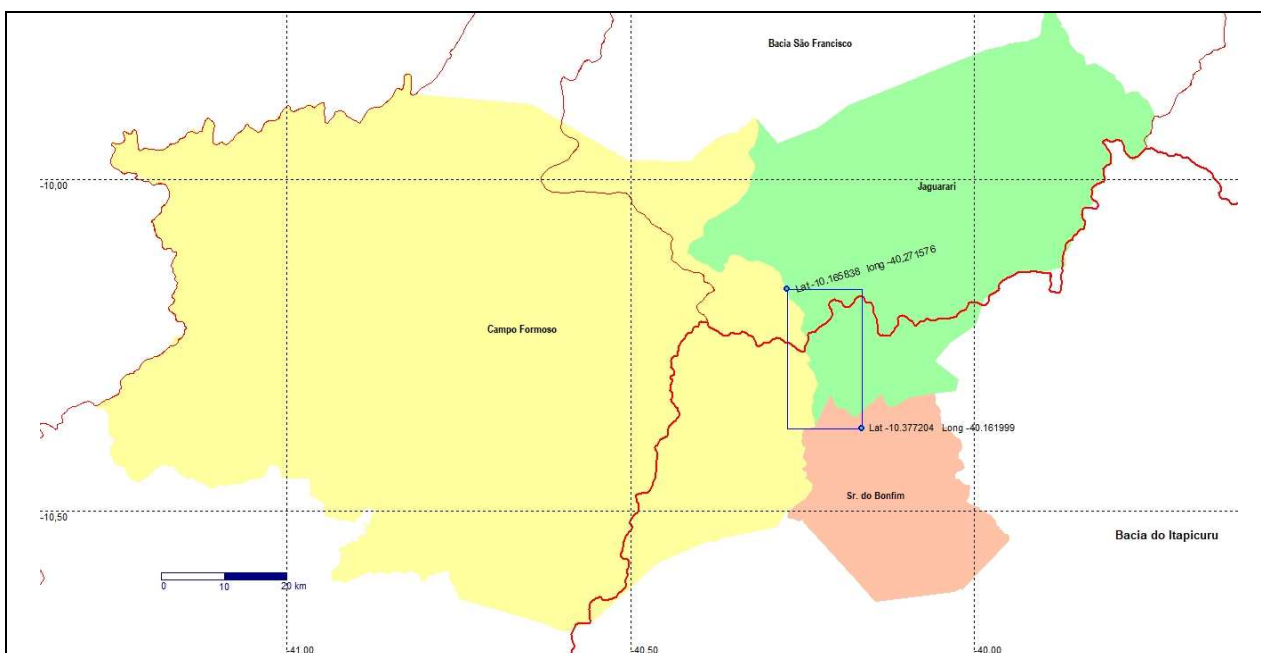 Bacia São Francisco
-10,00
Jaguarari
Lat -10.165838 long -40.271576
Campo Formoso
Lat -10.377204 Long -40.161999
Sr. do Bonfim
-10,50
Bacia do Itapicuru
0 10 20 km
-41,00 -40,50 -40,00